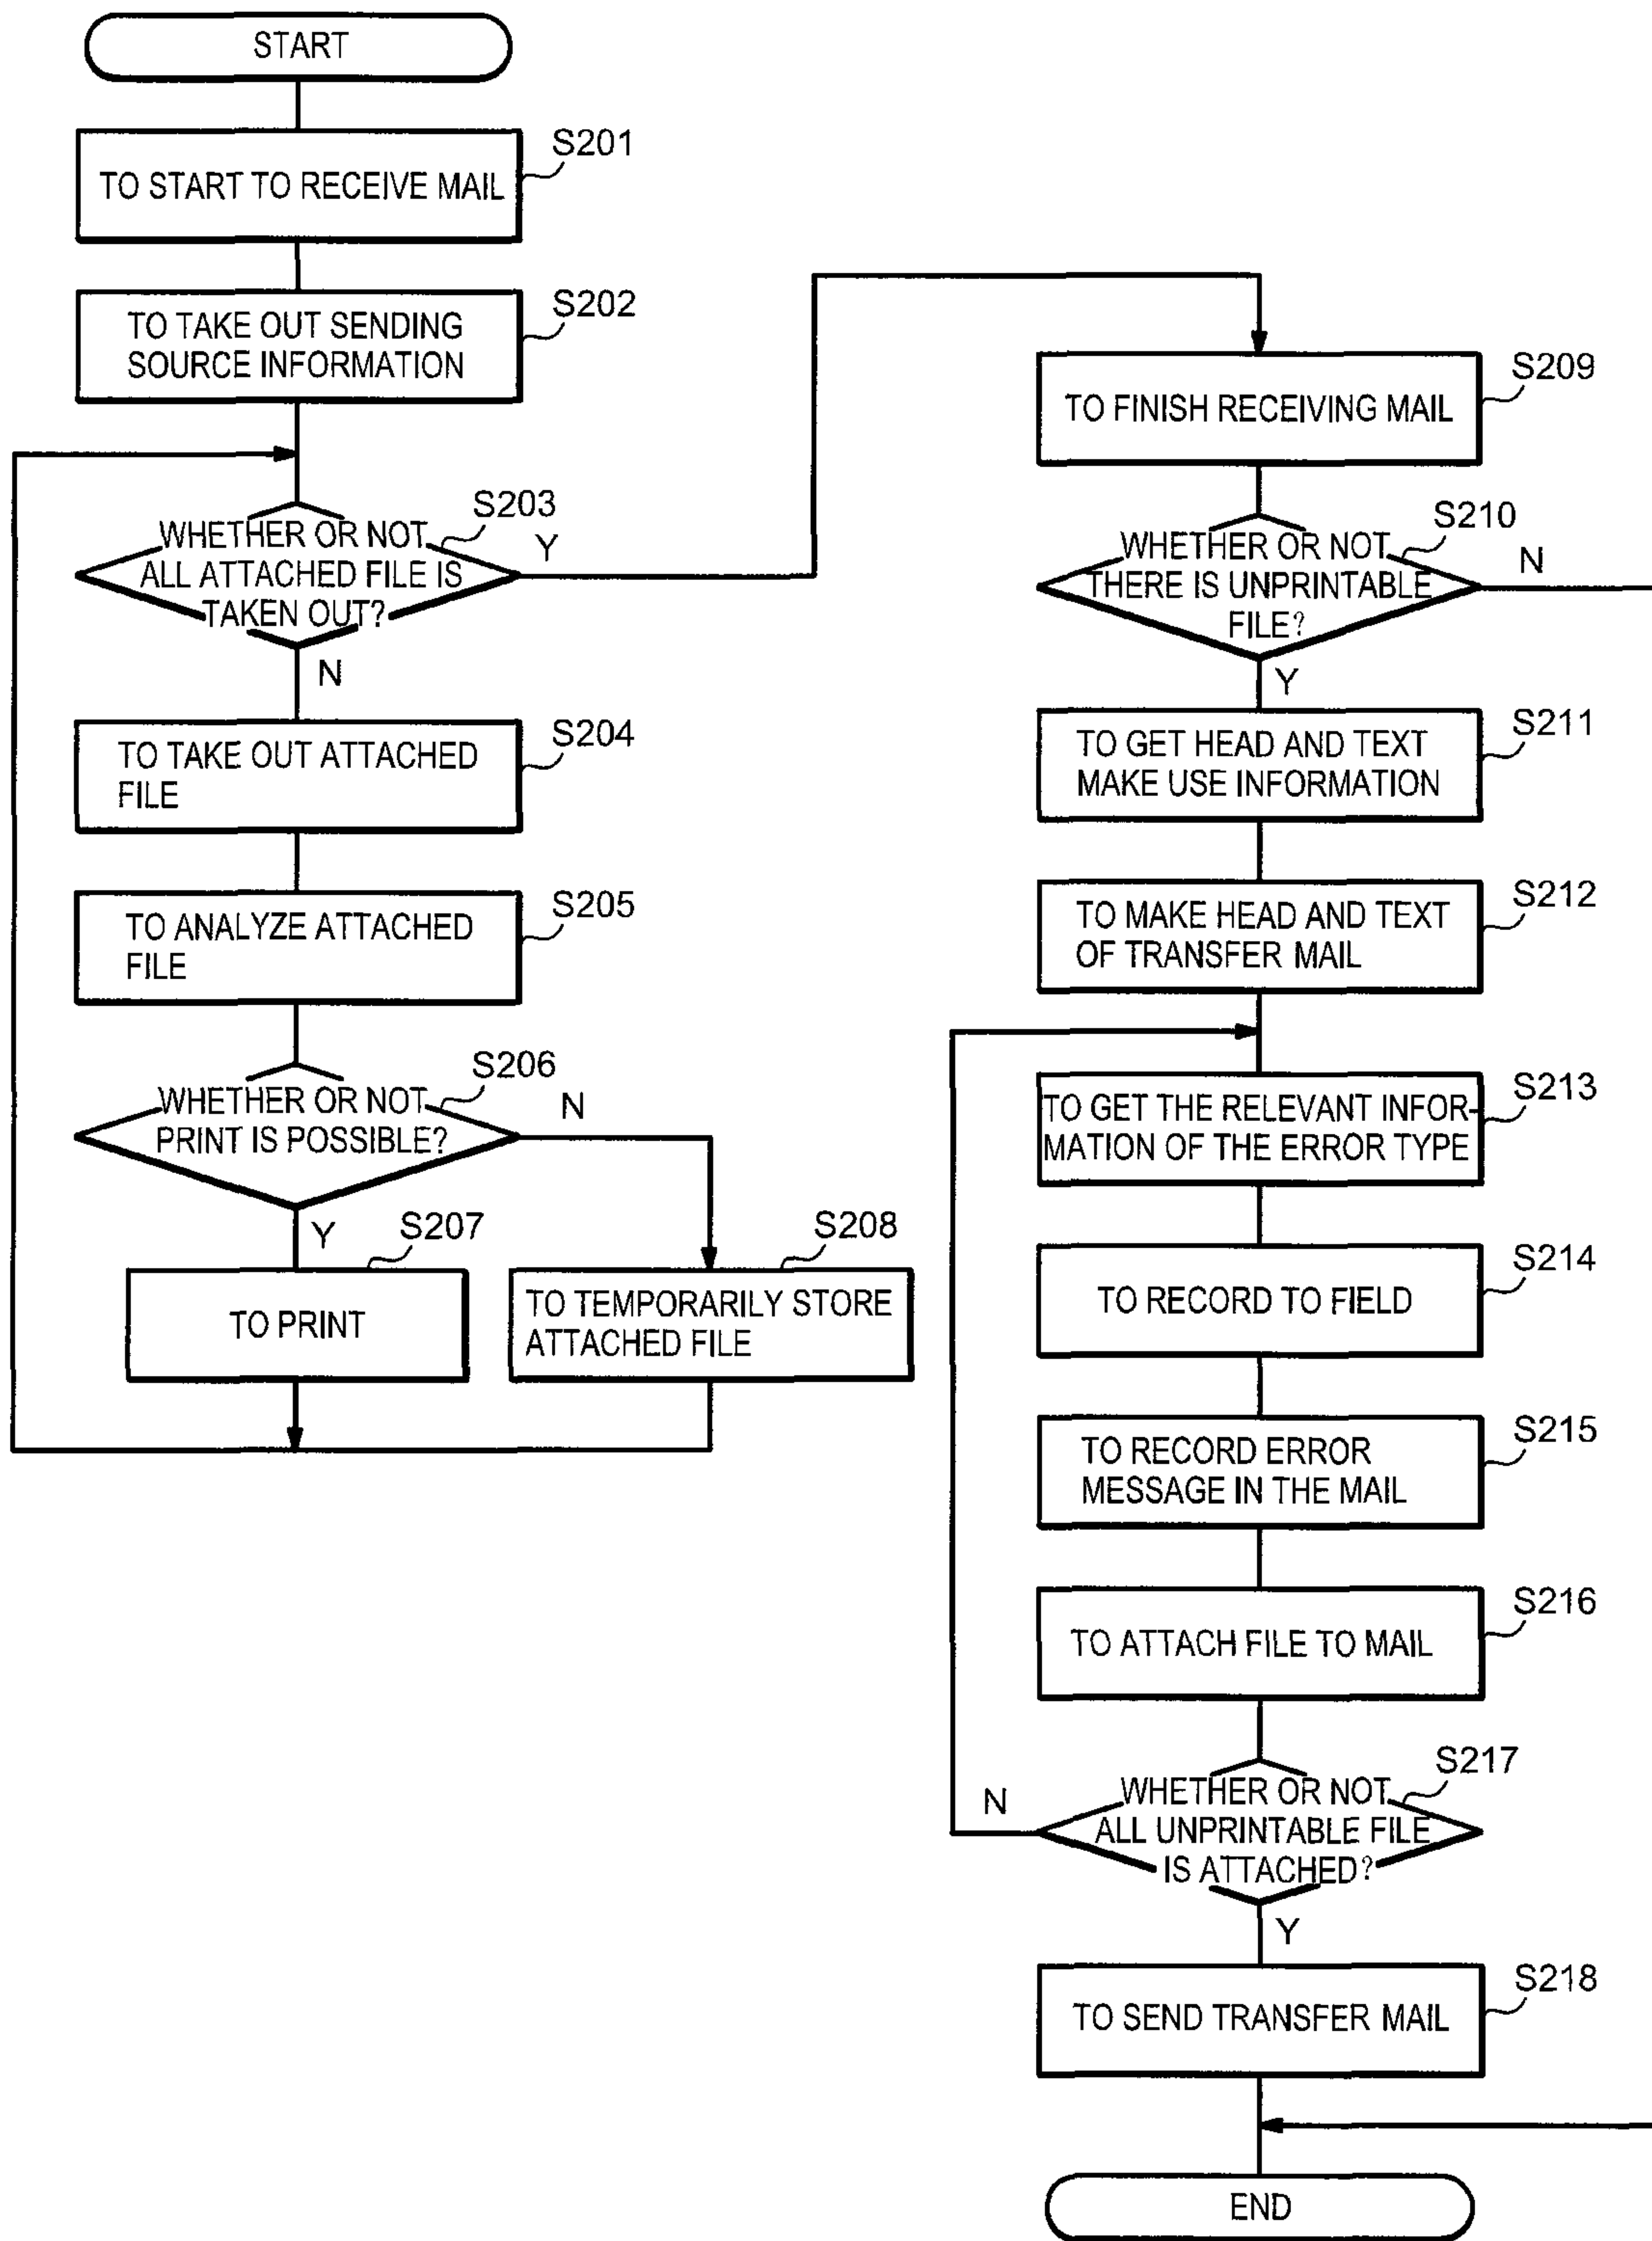 START
TO START TO RECEIVE MAIL
S201
TO TAKE OUT SENDING
SOURCE INFORMATION
S202
WHETHER OR NOT
ALL ATTACHED FILE IS
TAKEN OUT?
S203
Y
N
TO TAKE OUT ATTACHED
FILE
S204
TO ANALYZE ATTACHED
FILE
S205
WHETHER OR NOT
PRINT IS POSSIBLE?
S206
N
Y
TO PRINT
S207
TO TEMPORARILY STORE
ATTACHED FILE
S208
TO FINISH RECEIVING MAIL
S209
WHETHER OR NOT
THERE IS UNPRINTABLE
FILE?
S210
N
Y
TO GET HEAD AND TEXT
MAKE USE INFORMATION
S211
TO MAKE HEAD AND TEXT
OF TRANSFER MAIL
S212
TO GET THE RELEVANT INFOR-
MATION OF THE ERROR TYPE
S213
TO RECORD TO FIELD
S214
TO RECORD ERROR
MESSAGE IN THE MAIL
S215
TO ATTACH FILE TO MAIL
S216
WHETHER OR NOT
ALL UNPRINTABLE FILE
IS ATTACHED?
S217
N
Y
TO SEND TRANSFER MAIL
S218
END